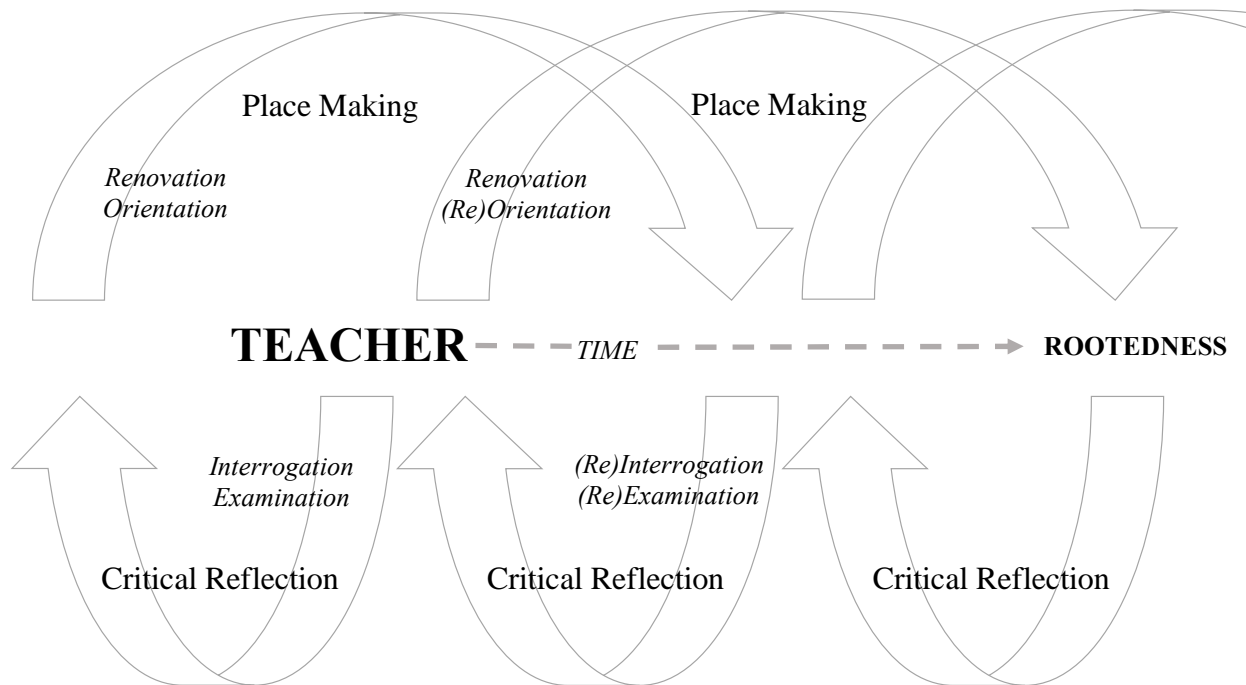 Place Making
Place Making
Renovation
Orientation
Renovation
(Re)Orientation
TEACHER
TIME
ROOTEDNESS
Interrogation
Examination
(Re)Interrogation
(Re)Examination
Critical Reflection
Critical Reflection
Critical Reflection